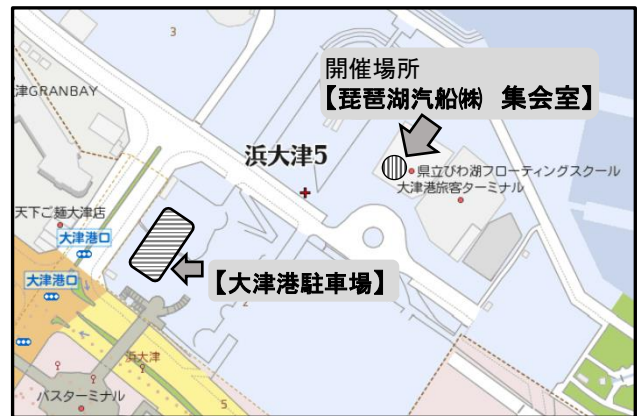 3
津GRANBAY
開催場所
【琵琶湖汽船㈱ 集会室】
浜大津5
県立びわ湖フローティングスクール
大津港旅客ターミナル
天下ご麺大津店
大津港口
大津港口
【大津港駐車場】
2
浜大津
バスターミナル
5